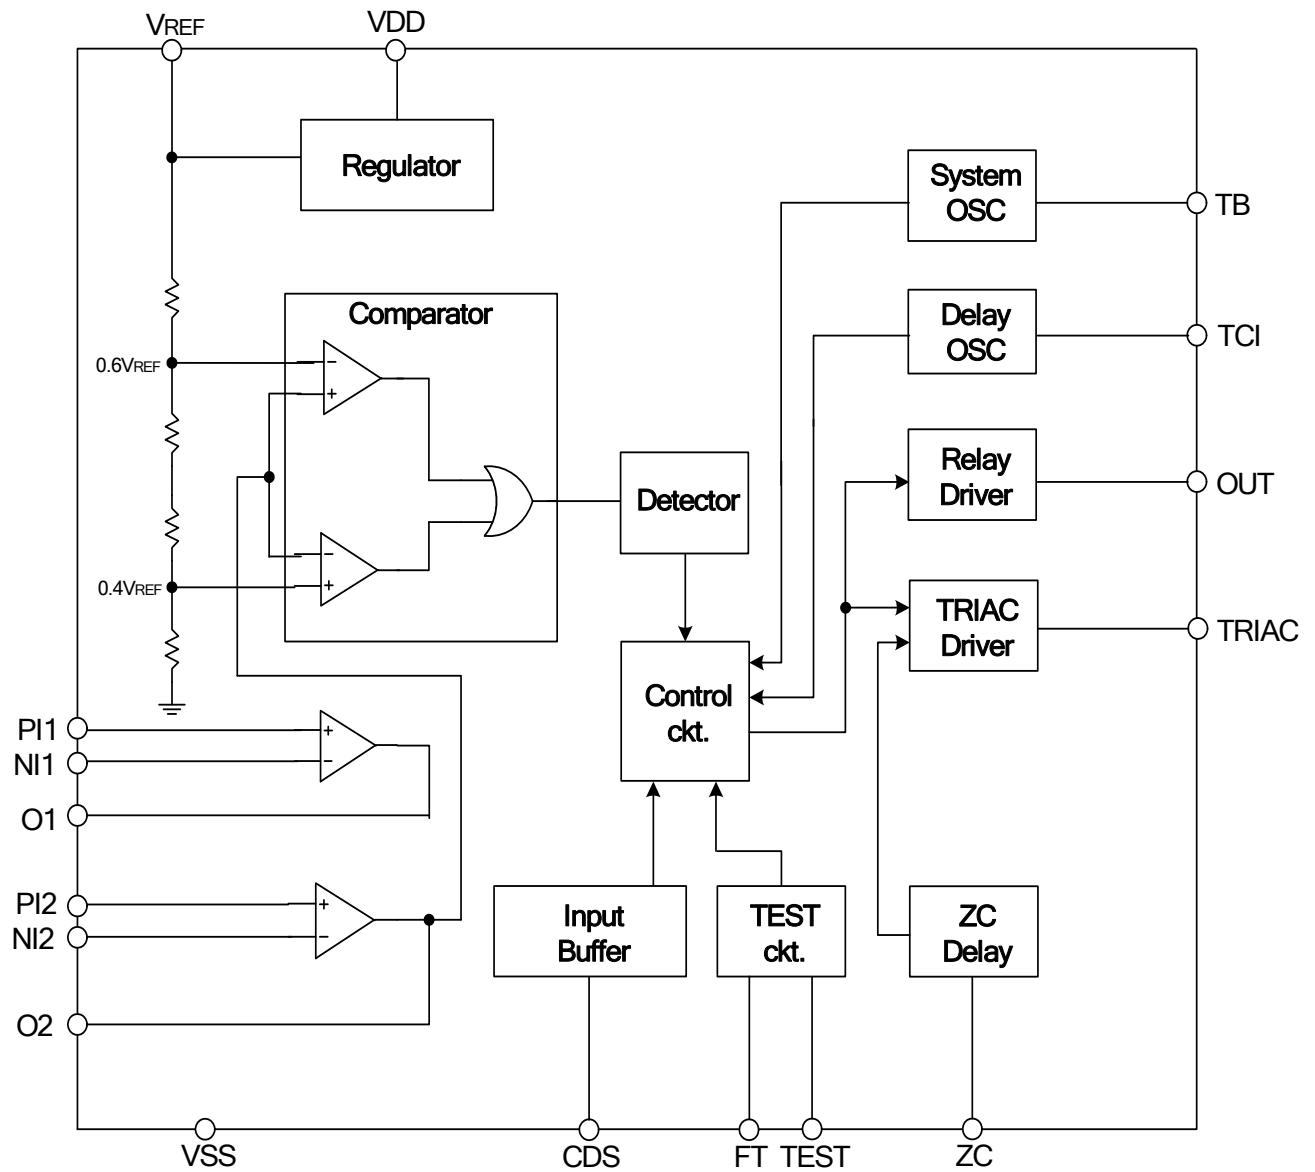 VREF
VDD
Regulator
System
OSC
TB
Comparator
Delay
OSC
TCI
0.6VREF
-
+
Relay
Driver
OUT
Detector
-
+
0.4VREF
TRIAC
Driver
TRIAC
Control
ckt.
PI1
+
NI1
-
O1
PI2
+
NI2
-
Input
Buffer
TEST
ckt.
ZC
Delay
O2
VSS
CDS
FT
TEST
ZC